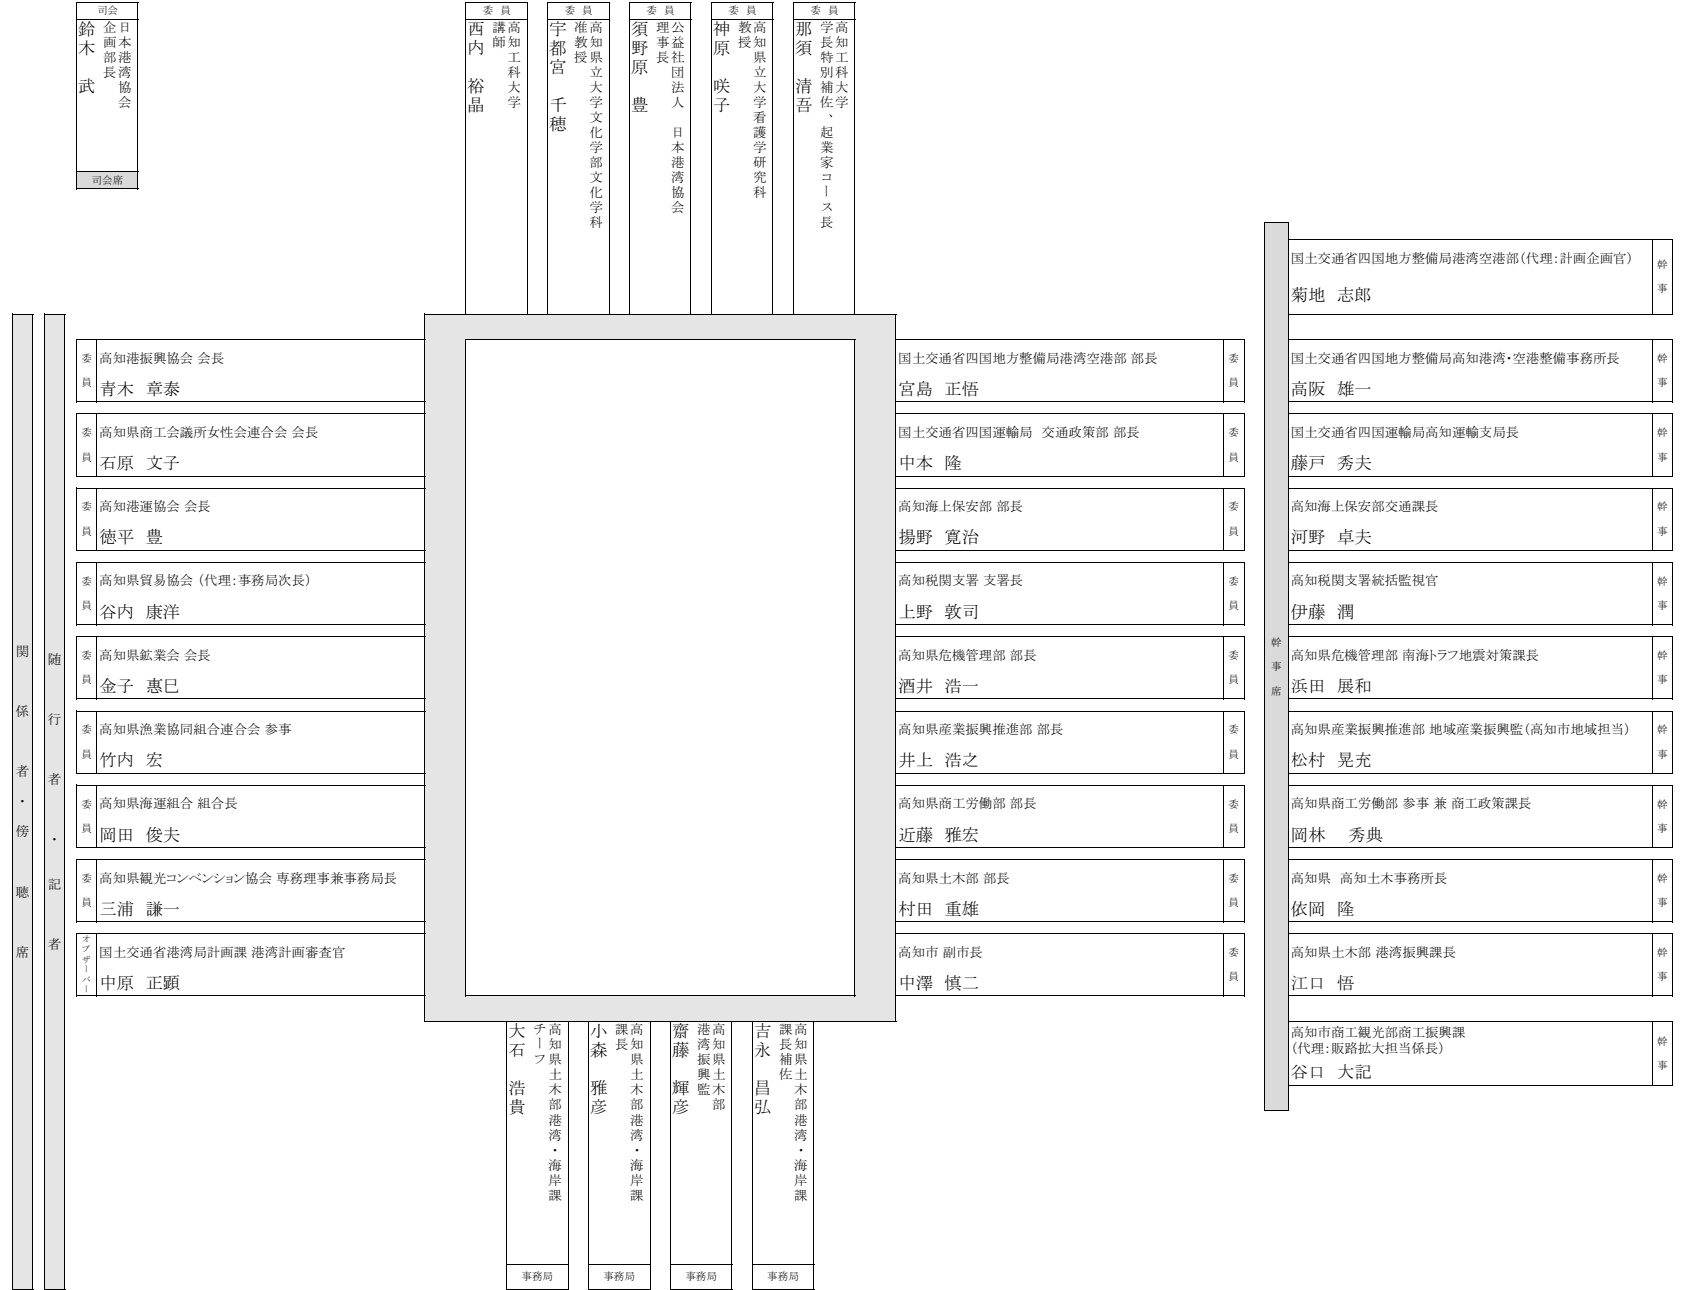 司会
日本港湾協会
企画部長
鈴木　武
司会席
委員
高知工科大学
講師
西内　裕晶
委員
高知県立大学文化学部文化学科
准教授
宇都宮　千穂
委員
公益社団法人　日本港湾協会
理事長
須野原　豊
委員
高知県立大学看護学研究科
教授
神原　咲子
委員
高知工科大学
学長特別補佐、起業家コース長
那須　清吾
関係者・傍聴席
随行者・記者
委員
高知港振興協会 会長
青木　章泰
委員
高知県商工会議所女性会連合会 会長
石原　文子
委員
高知港運協会 会長
徳平　豊
委員
高知県貿易協会（代理：事務局次長）
谷内　康洋
委員
高知県鉱業会 会長
金子　惠巳
委員
高知県漁業協同組合連合会 参事
竹内　宏
委員
高知県海運組合 組合長
岡田　俊夫
委員
高知県観光コンベンション協会 専務理事兼事務局長
三浦　謙一
オブザーバー
国土交通省港湾局計画課 港湾計画審査官
中原　正顕
国土交通省四国地方整備局港湾空港部 部長
宮島　正悟
委員
国土交通省四国運輸局　交通政策部 部長
中本　隆
委員
高知海上保安部 部長
揚野　寛治
委員
高知税関支署 支署長
上野　敦司
委員
高知県危機管理部 部長
酒井　浩一
委員
高知県産業振興推進部 部長
井上　浩之
委員
高知県商工労働部 部長
近藤　雅宏
委員
高知県土木部 部長
村田　重雄
委員
高知市 副市長
中澤　慎二
委員
幹事席
国土交通省四国地方整備局港湾空港部（代理：計画企画官）
菊地　志郎
幹事
国土交通省四国地方整備局高知港湾・空港整備事務所長
高阪　雄一
幹事
国土交通省四国運輸局高知運輸支局長
藤戸　秀夫
幹事
高知海上保安部交通課長
河野　卓夫
幹事
高知税関支署統括監視官
伊藤　潤
幹事
高知県危機管理部 南海トラフ地震対策課長
浜田　展和
幹事
高知県産業振興推進部 地域産業振興監（高知市地域担当）
松村　晃充
幹事
高知県商工労働部 参事 兼 商工政策課長
岡林　秀典
幹事
高知県　高知土木事務所長
依岡　隆
幹事
高知県土木部 港湾振興課長
江口　悟
幹事
高知市商工観光部商工振興課
（代理：販路拡大担当係長）
谷口　大記
幹事
高知県土木部港湾・海岸課
チーフ
大石　浩貴
事務局
高知県土木部港湾・海岸課
課長
小森　雅彦
事務局
高知県土木部
港湾振興監
齋藤　輝彦
事務局
高知県土木部港湾・海岸課
課長補佐
吉永　昌弘
事務局